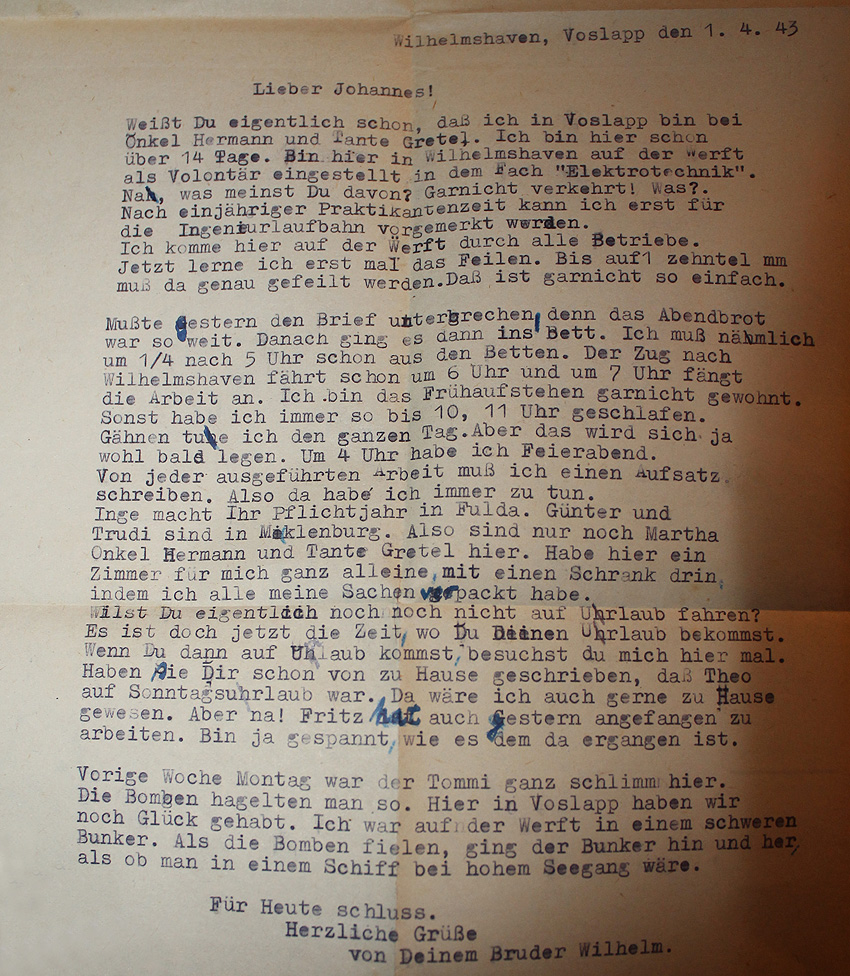 Wilhelmshaven, Voslapp den 1. 4. 43
Lieber Johannes!
Weißt Du eigentlich schon, daß ich in Voslapp bin bei
Onkel Hermann und Tante Gretel. Ich bin hier schon
über 14 Tage. Bin hier in Wilhelmshaven auf der Werft
als Volontär eingestellt in dem Fach "Elektrotechnik".
Nah, was meinst Du davon? Garnicht verkehrt! Was?.
Nach einjähriger Praktikantenzeit kann ich erst für
die Ingeniurlaufbahn vorgemerkt werden.
Ich komme hier auf der Werft durch alle Betriebe.
Jetzt lerne ich erst mal das Feilen. Bis auf1 zehntel mm
muß da genau gefeilt werden.Daß ist garnicht so einfach.
Mußte gestern den Brief unterbrechen, denn das Abendbrot
war so weit. Danach ging es dann ins Bett. Ich muß nähmlich
um 1/4 nach 5 Uhr schon aus den Betten. Der Zug nach
Wilhelmshaven fährt schon um 6 Uhr und um 7 Uhr fängt
die Arbeit an. Ich bin das Frühaufstehen garnicht gewohnt.
Sonst habe ich immer so bis 10, 11 Uhr geschlafen.
Gähnen tuhe ich den ganzen Tag.Aber das wird sich ja
wohl bald legen. Um 4 Uhr habe ich Feierabend.
Von jeder ausgeführten Arbeit muß ich einen Aufsatz
schreiben. Also da habe ich immer zu tun.
Inge macht Ihr Pflichtjahr in Fulda. Günter und
Trudi sind in Meklenburg. Also sind nur noch Martha
Onkel Hermann und Tante Gretel hier. Habe hier ein
Zimmer für mich ganz alleine, mit einen Schrank drin,
indem ich alle meine Sachen verpackt habe.
Wilst Du eigentlich noch noch nicht auf Uhrlaub fahren?
Es ist doch jetzt die Zeit, wo Du Deinen Uhrlaub bekommst.
Wenn Du dann auf Uhlaub kommst, besuchst du mich hier mal.
Haben Sie Dir schon von zu Hause geschrieben, daß Theo
auf Sonntagsuhrlaub war. Da wäre ich auch gerne zu Hause
gewesen. Aber na! Fritz hat auch gestern angefangen zu
arbeiten. Bin ja gespannt, wie es dem da ergangen ist.
Vorige Woche Montag war der Tommi ganz schlimm hier.
Die Bomben hagelten man so. Hier in Voslapp haben wir
noch Glück gehabt. Ich war auf der Werft in einem schweren
Bunker. Als die Bomben fielen, ging der Bunker hin und her,
als ob man in einem Schiff bei hohem Seegang wäre.
Für Heute schluss.
Herzliche Grüße
von Deinem Bruder Wilhelm.